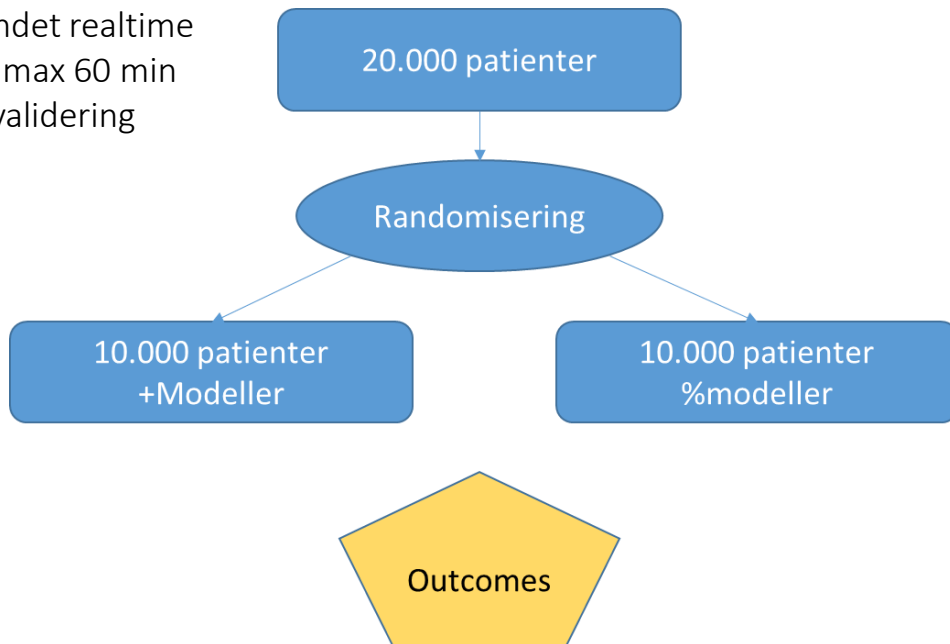 ndet realtime
max 60 min
validering
20.000 patienter
Randomisering
10.000 patienter
+Modeller
10.000 patienter
%modeller
Outcomes